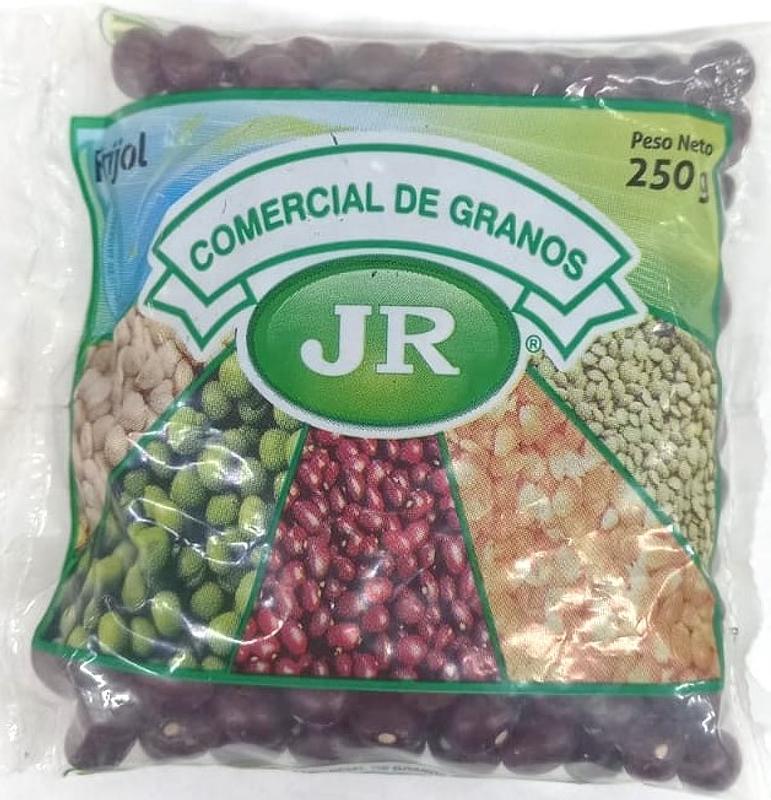 Frijol
Peso Neto
250 g
COMERCIAL DE GRANOS
JR
®